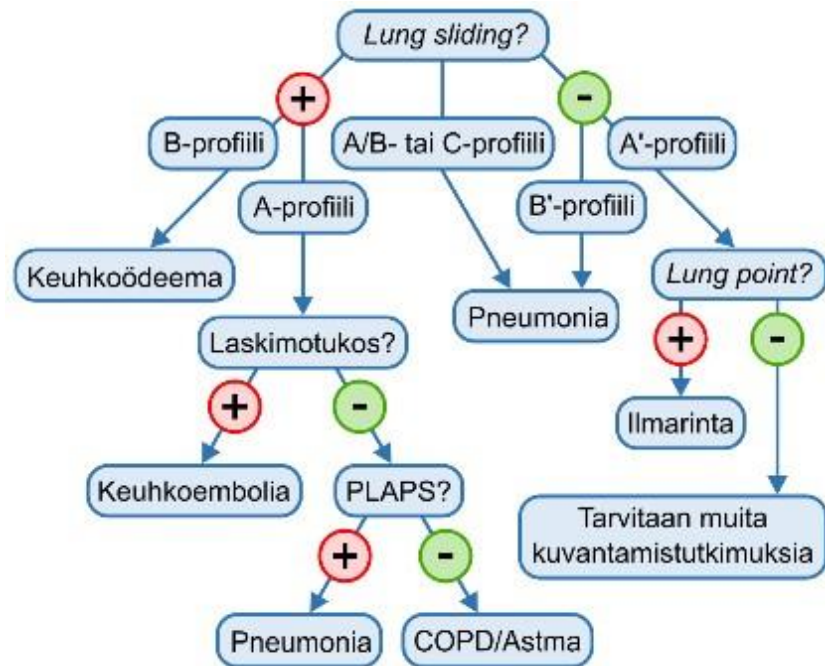 Lung sliding?
+
-
B-profiili
A/B- tai C-profiili
A'-profiili
A-profiili
B'-profiili
Keuhkoödeema
Lung point?
Pneumonia
Laskimotukos?
+
-
+
-
Ilmarinta
Keuhkoembolia
PLAPS?
Tarvitaan muita
kuvantamistutkimuksia
+
-
Pneumonia
COPD/Astma